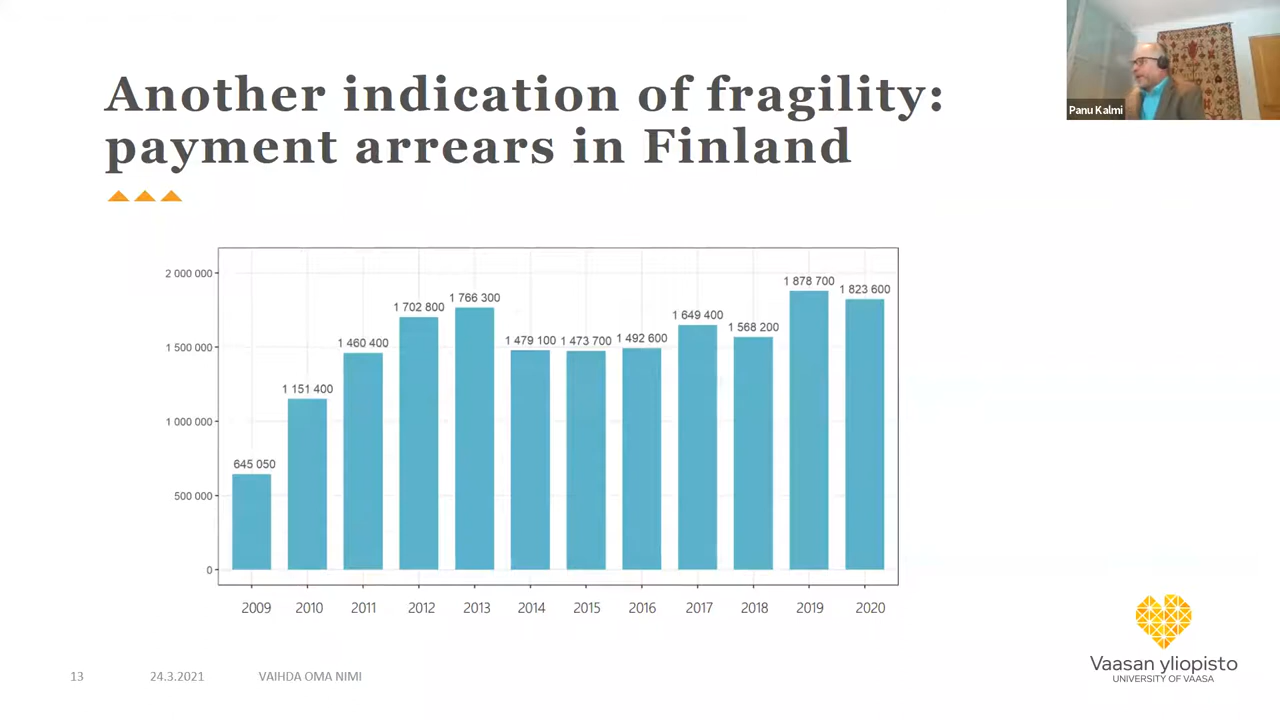 Another indication of fragility:
payment arrears in Finland
Panu Kalmi
2 000 000
1 500 000
1 000 000
500 000
0
645 050
1 151 400
1 460 400
1 702 800
1 766 300
1 479 100
1 473 700
1 492 600
1 649 400
1 568 200
1 878 700
1 823 600
2009 2010 2011 2012 2013 2014 2015 2016 2017 2018 2019 2020
13 24.3.2021 VAIHDA OMA NIMI
Vaasan yliopisto
UNIVERSITY OF VAASA